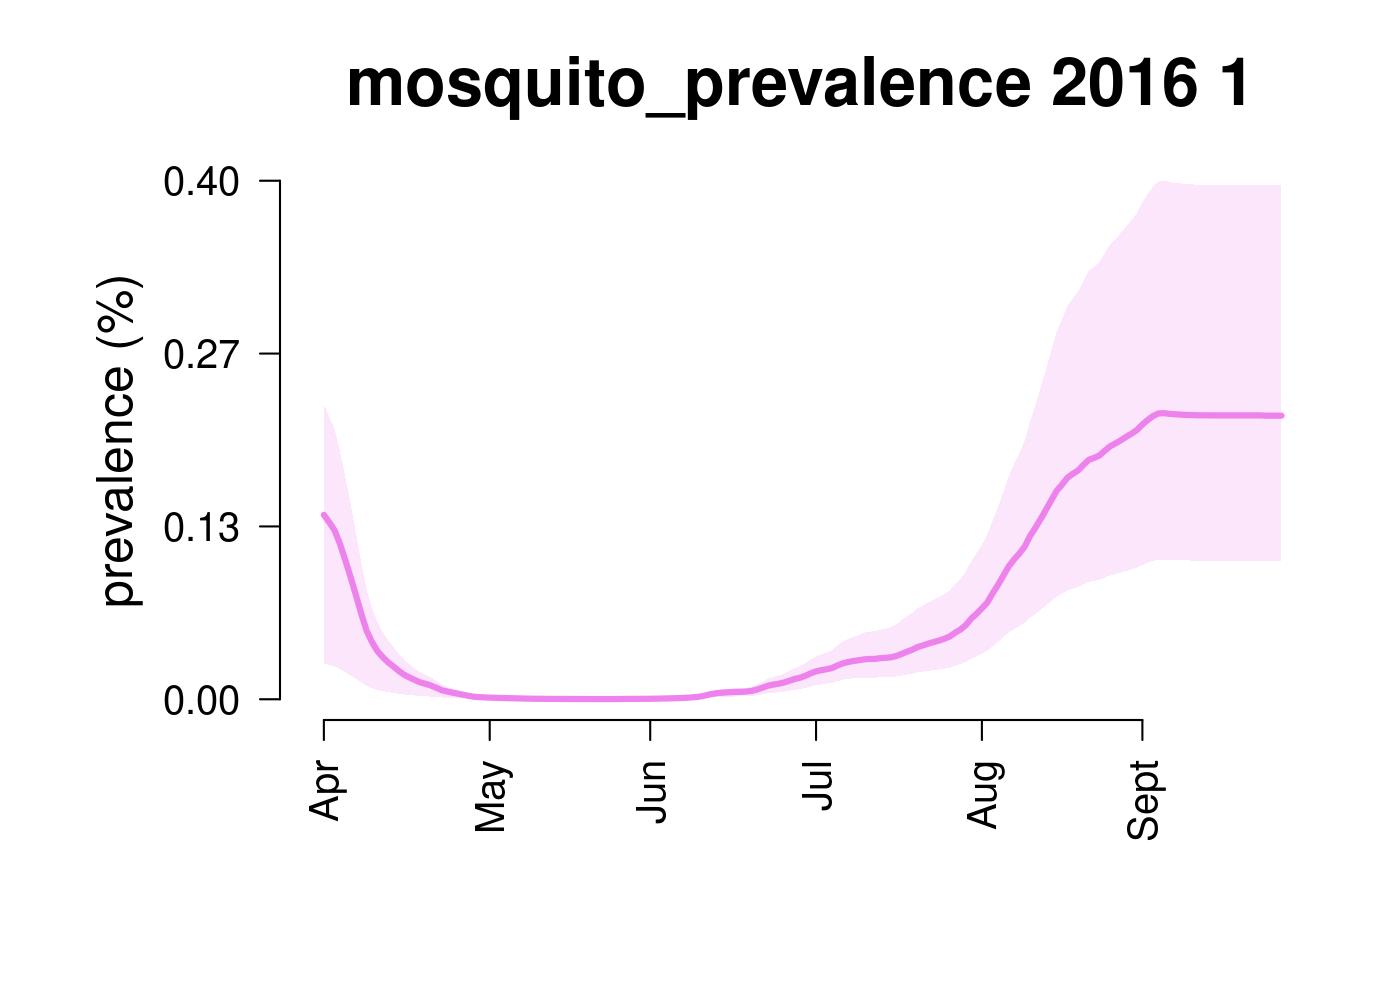 mosquito_prevalence 2016 1
prevalence (%)
0.40
0.27
0.13
0.00
Apr
May
Jun
Jul
Aug
Sept